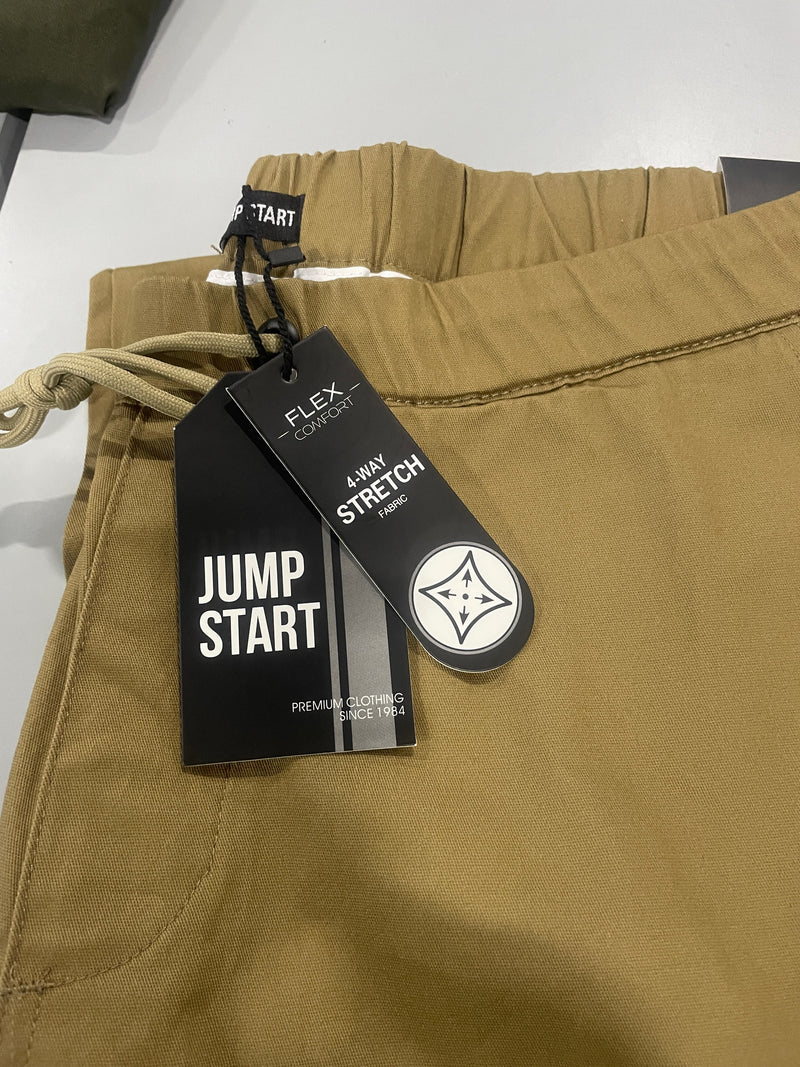 START
FLEX
COMFORT
4-WAY
STRETCH
FABRIC
JUMP
START
PREMIUM CLOTHING
SINCE 1984